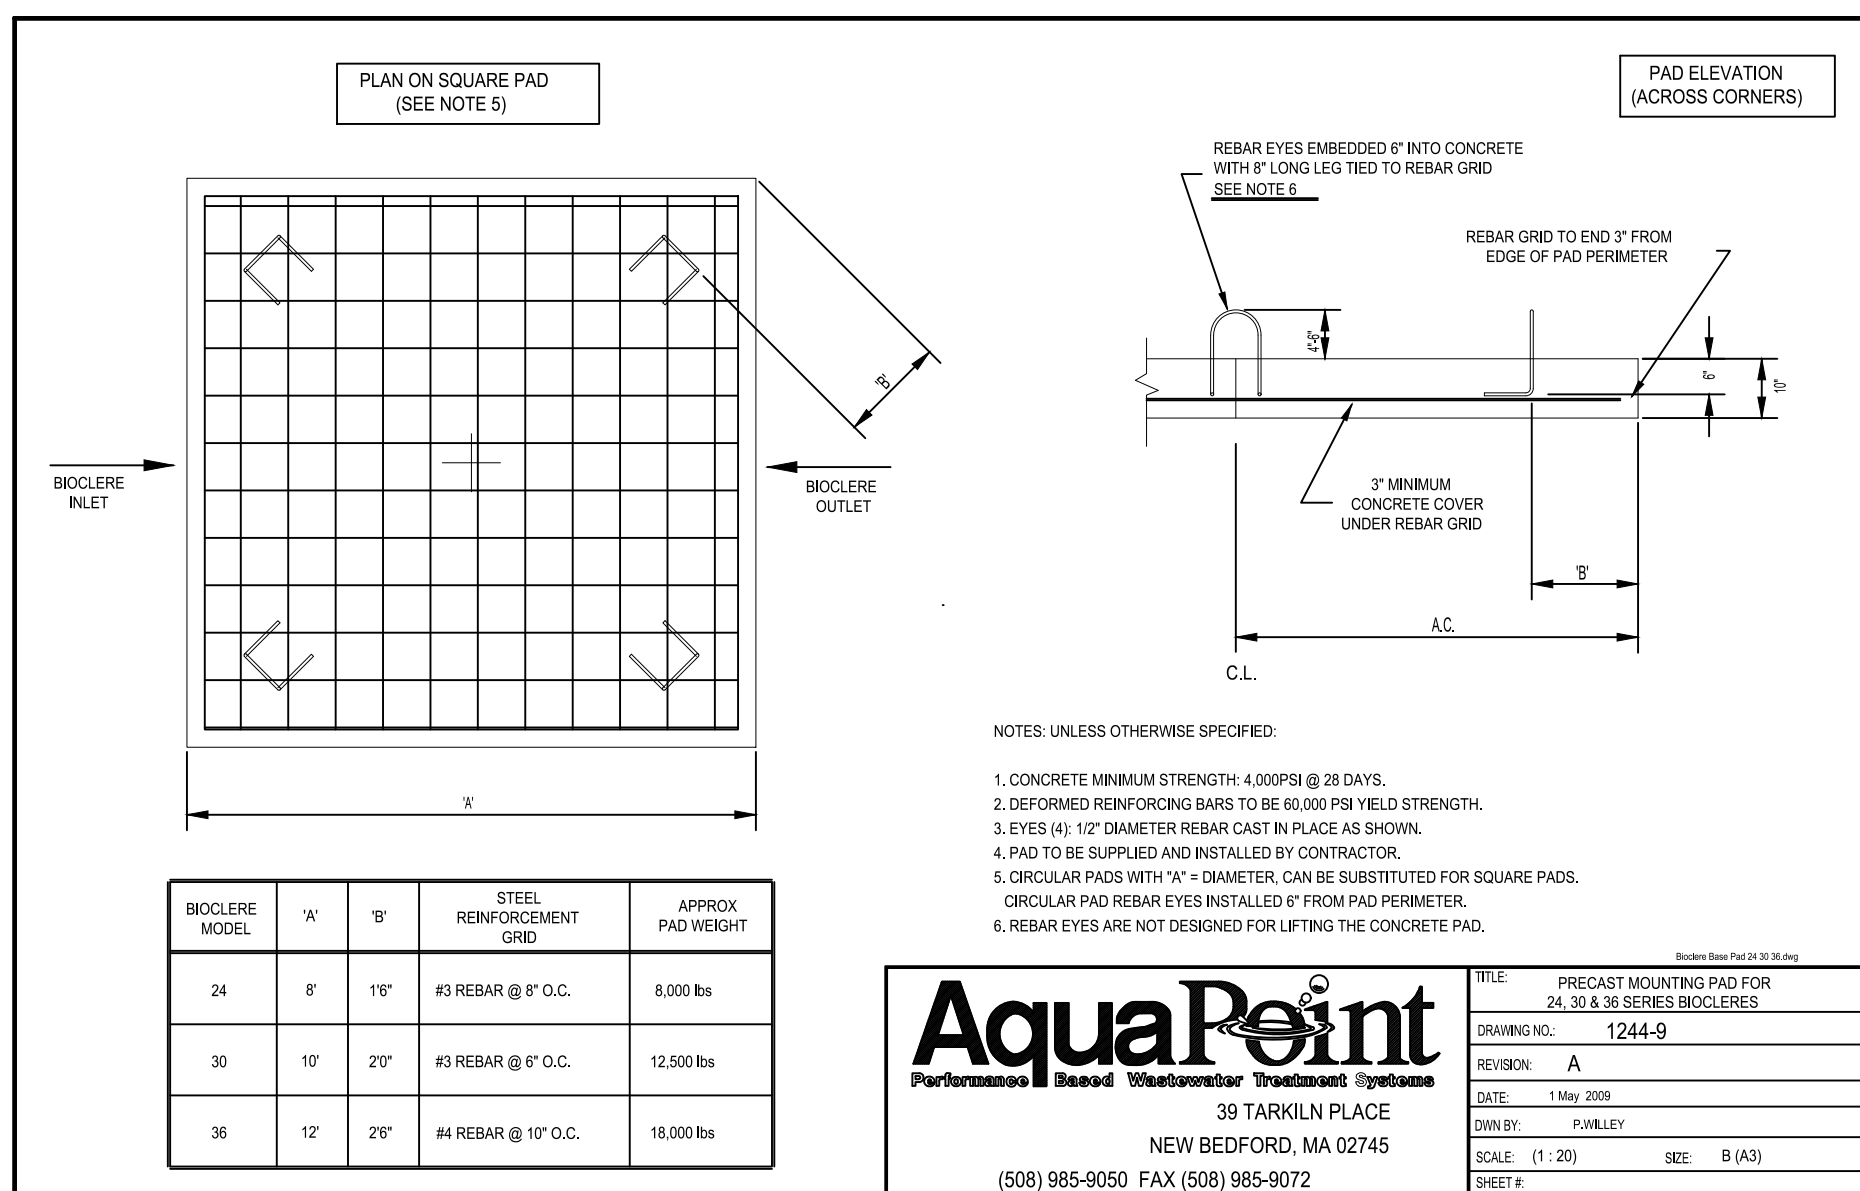 PLAN ON SQUARE PAD
(SEE NOTE 5)
PAD ELEVATION
(ACROSS CORNERS)
REBAR EYES EMBEDDED 6" INTO CONCRETE
WITH 8" LONG LEG TIED TO REBAR GRID
SEE NOTE 6
REBAR GRID TO END 3" FROM
EDGE OF PAD PERIMETER
4"-6"
6"
10"
'B'
BIOCLERE
INLET
BIOCLERE
OUTLET
3" MINIMUM
CONCRETE COVER
UNDER REBAR GRID
'B'
A.C.
C.L.
'A'
NOTES: UNLESS OTHERWISE SPECIFIED:
1. CONCRETE MINIMUM STRENGTH: 4,000PSI @ 28 DAYS.
2. DEFORMED REINFORCING BARS TO BE 60,000 PSI YIELD STRENGTH.
3. EYES (4): 1/2" DIAMETER REBAR CAST IN PLACE AS SHOWN.
4. PAD TO BE SUPPLIED AND INSTALLED BY CONTRACTOR.
5. CIRCULAR PADS WITH "A" = DIAMETER, CAN BE SUBSTITUTED FOR SQUARE PADS.
CIRCULAR PAD REBAR EYES INSTALLED 6" FROM PAD PERIMETER.
6. REBAR EYES ARE NOT DESIGNED FOR LIFTING THE CONCRETE PAD.
BIOCLERE MODEL 'A' 'B' STEEL REINFORCEMENT GRID APPROX PAD WEIGHT
24 8' 1'6" #3 REBAR @ 8" O.C. 8,000 lbs
30 10' 2'0" #3 REBAR @ 6" O.C. 12,500 lbs
36 12' 2'6" #4 REBAR @ 10" O.C. 18,000 lbs
Bioclere Base Pad 24 30 36.dwg
AquaPoint
Performance Based Wastewater Treatment Systems
39 TARKILN PLACE
NEW BEDFORD, MA 02745
(508) 985-9050 FAX (508) 985-9072
TITLE: PRECAST MOUNTING PAD FOR
24, 30 & 36 SERIES BIOCLERES
DRAWING NO.: 1244-9
REVISION: A
DATE: 1 May 2009
DWN BY: P.WILLEY
SCALE: (1 : 20) SIZE: B (A3)
SHEET #: